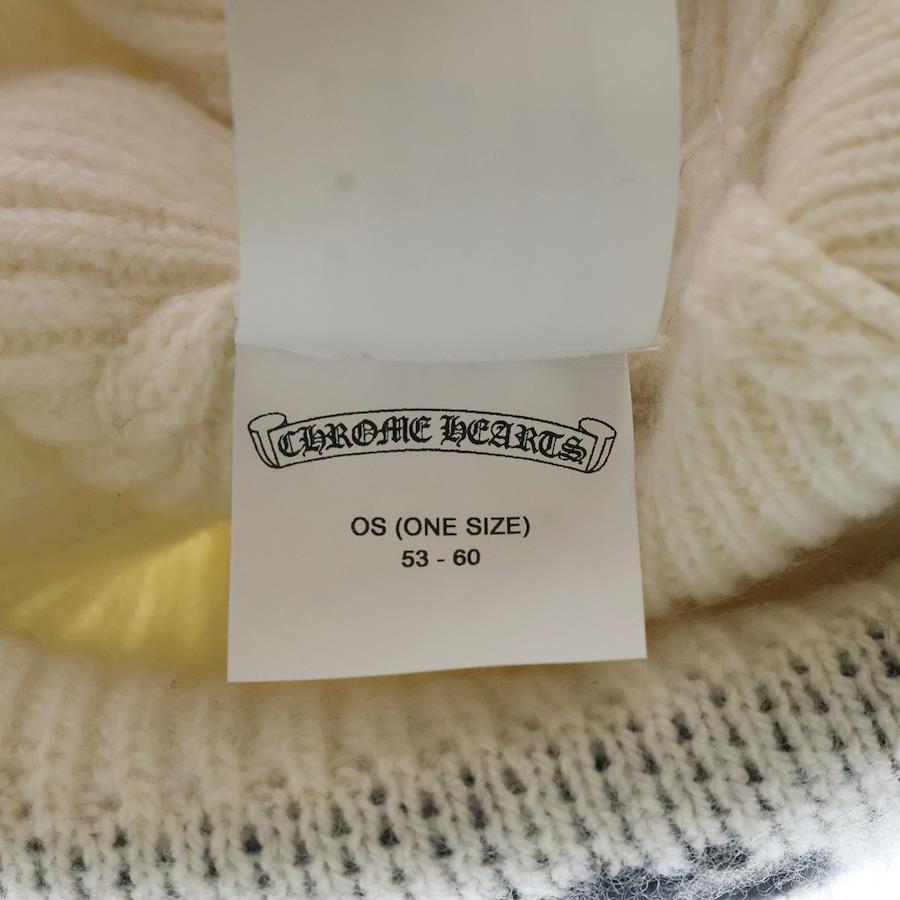 CHROME HEARTS
OS (ONE SIZE)
53 - 60